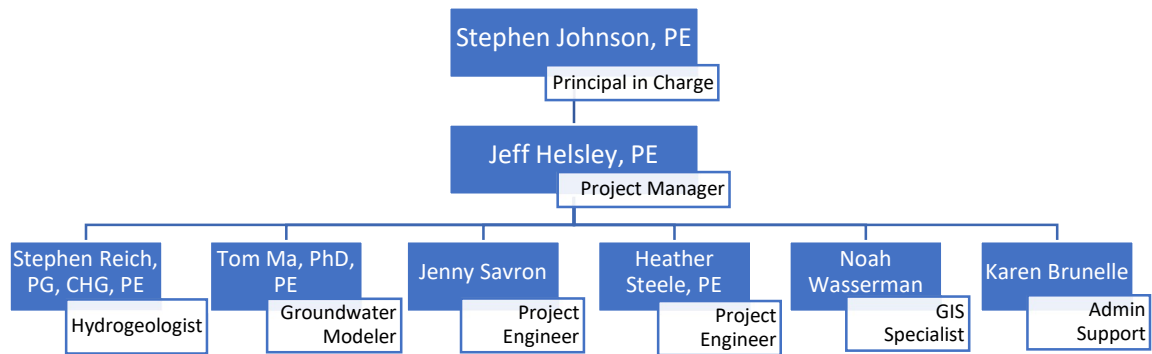 Stephen Johnson, PE
Principal in Charge
Jeff Helsley, PE
Project Manager
Stephen Reich,
PG, CHG, PE
Hydrogeologist
Tom Ma, PhD,
PE
Groundwater
Modeler
Jenny Savron
Project
Engineer
Heather
Steele, PE
Project
Engineer
Noah
Wasserman
GIS
Specialist
Karen Brunelle
Admin
Support